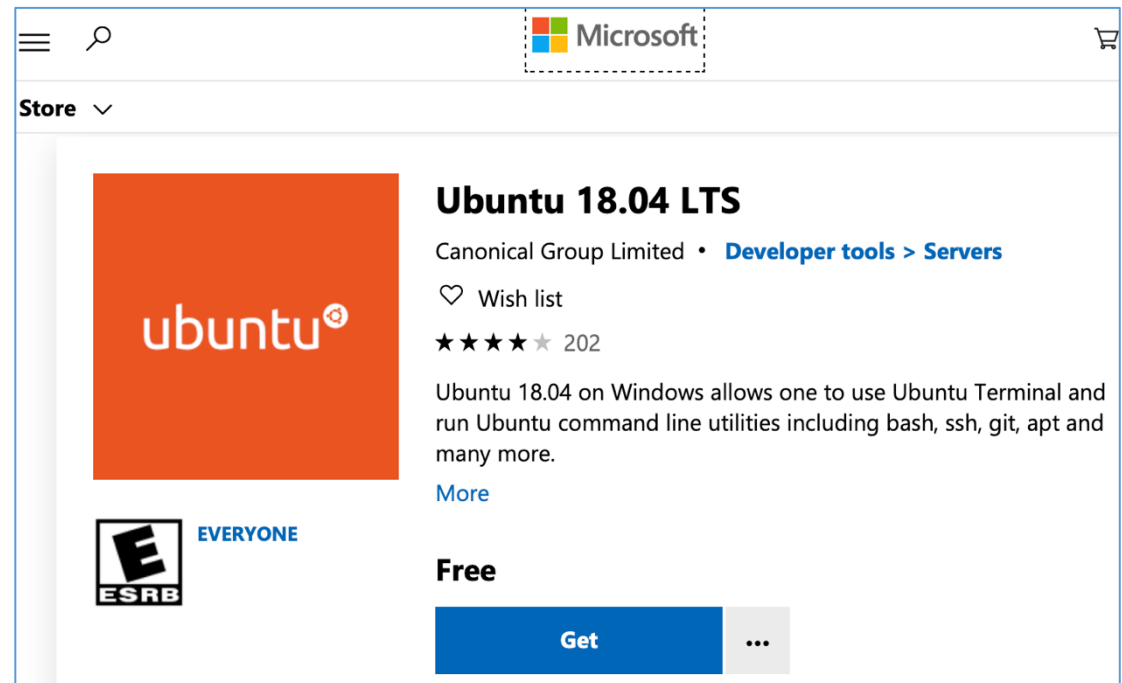 Microsoft
Store
ubuntu
Ubuntu 18.04 LTS
Canonical Group Limited • Developer tools > Servers
Wish list
202
Ubuntu 18.04 on Windows allows one to use Ubuntu Terminal and
run Ubuntu command line utilities including bash, ssh, git, apt and
many more.
More
E
ESRB
EVERYONE
Free
Get
...